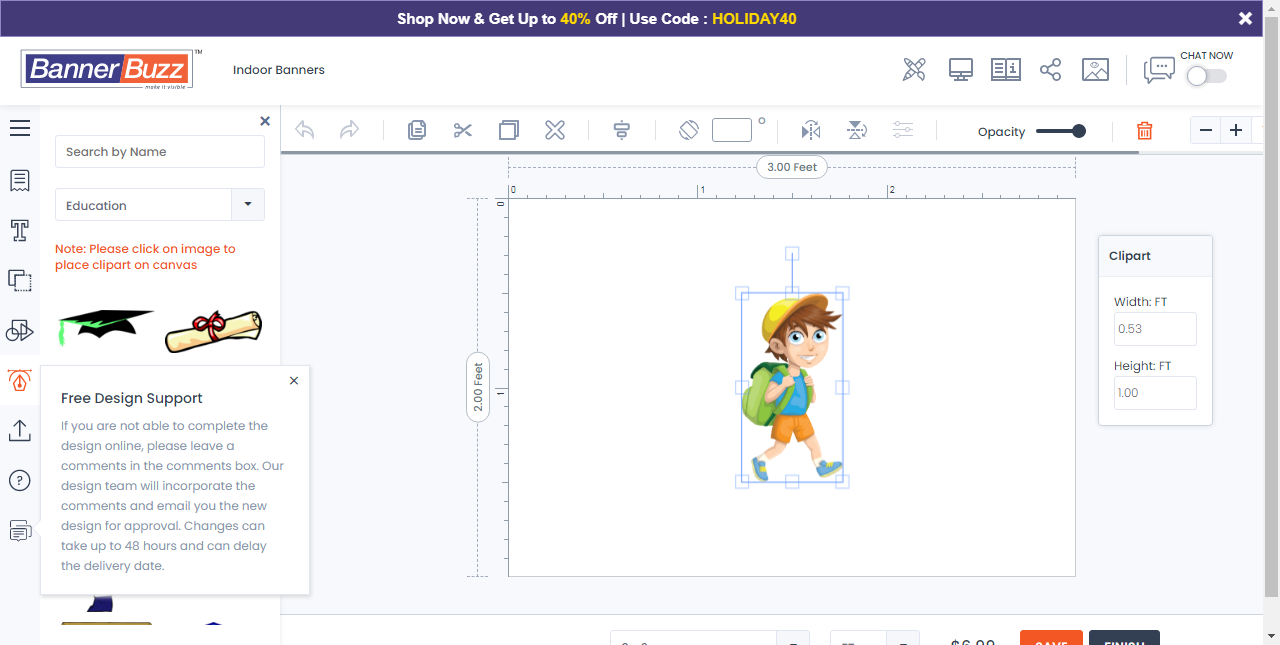 Shop Now & Get Up to 40% Off | Use Code : HOLIDAY40
BannerBuzz™
make it visible
Indoor Banners
CHAT NOW
Search by Name
Education
Note: Please click on image to
place clipart on canvas
Opacity
3.00 Feet
0 1 2
0
2.00 Feet
1
Clipart
Width: FT
0.53
Height: FT
1.00
Free Design Support
If you are not able to complete the
design online, please leave a
comments in the comments box. Our
design team will incorporate the
comments and email you the new
design for approval. Changes can
take up to 48 hours and can delay
the delivery date.
$6.99
SAVE
FINISH